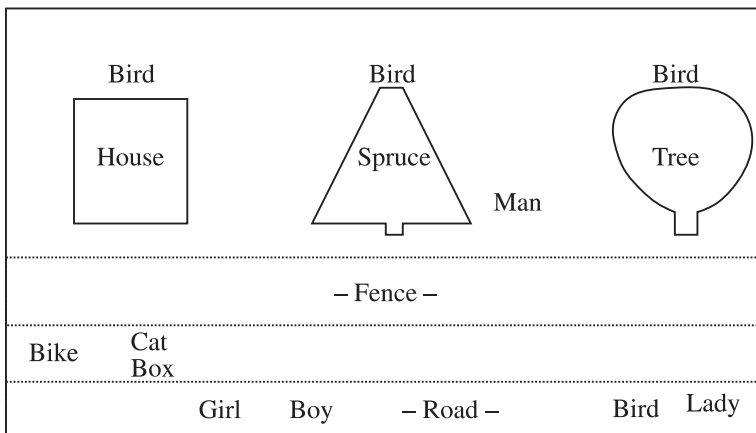 Bird Bird Bird
House Spruce Tree
Man
– Fence –
Bike Cat
Box
Girl Boy – Road – Bird Lady